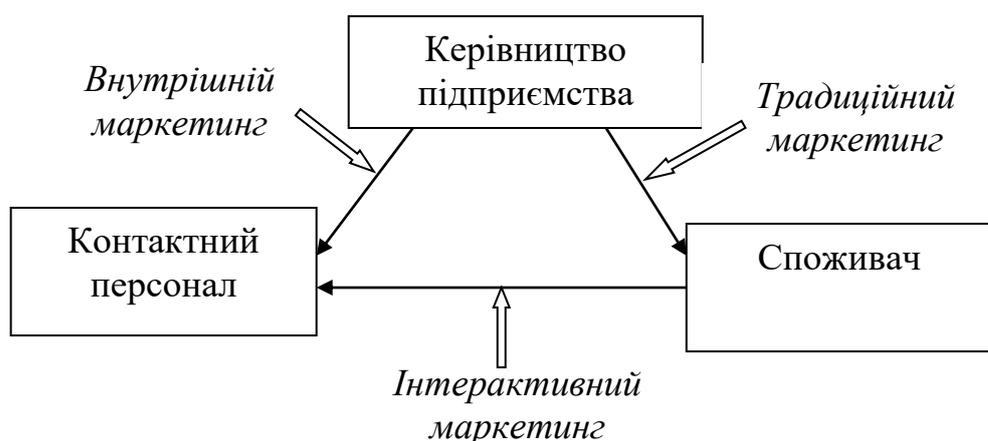 Керівництво
підприємства
Внутрішній
маркетинг
Традиційний
маркетинг
Контактний
персонал
Споживач
Інтерактивний
маркетинг